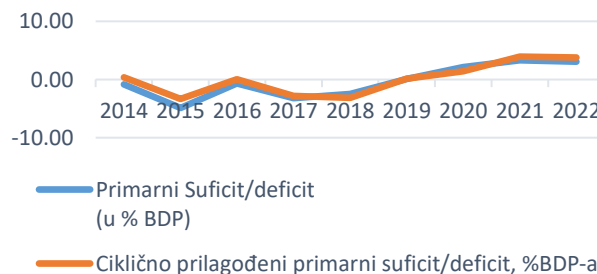 10.00
0.00
2014 2015 2016 2017 2018 2019 2020 2021 2022
-10.00
Primarni Suficit/deficit
(u % BDP)
Ciklično prilagođeni primarni suficit/deficit, %BDP-a